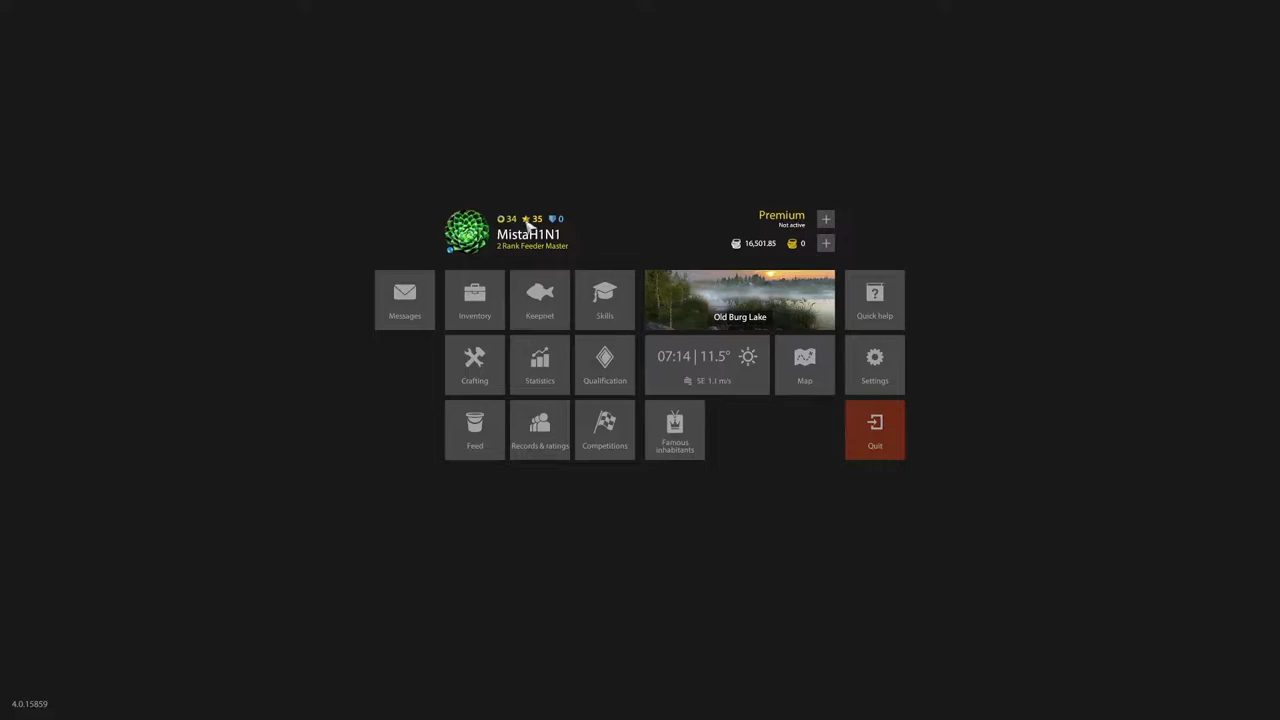 34 35 0
MistaH1N1
2 Rank Feeder Master
Premium
Not active
16,501.85 0
Messages
Inventory
Keepnet
Skills
Old Burg Lake
Quick help
Crafting
Statistics
Qualification
07:14 | 11.5°
SE 1.1 m/s
Map
Settings
Feed
Records & ratings
Competitions
Famous
inhabitants
Quit
4.0.15859